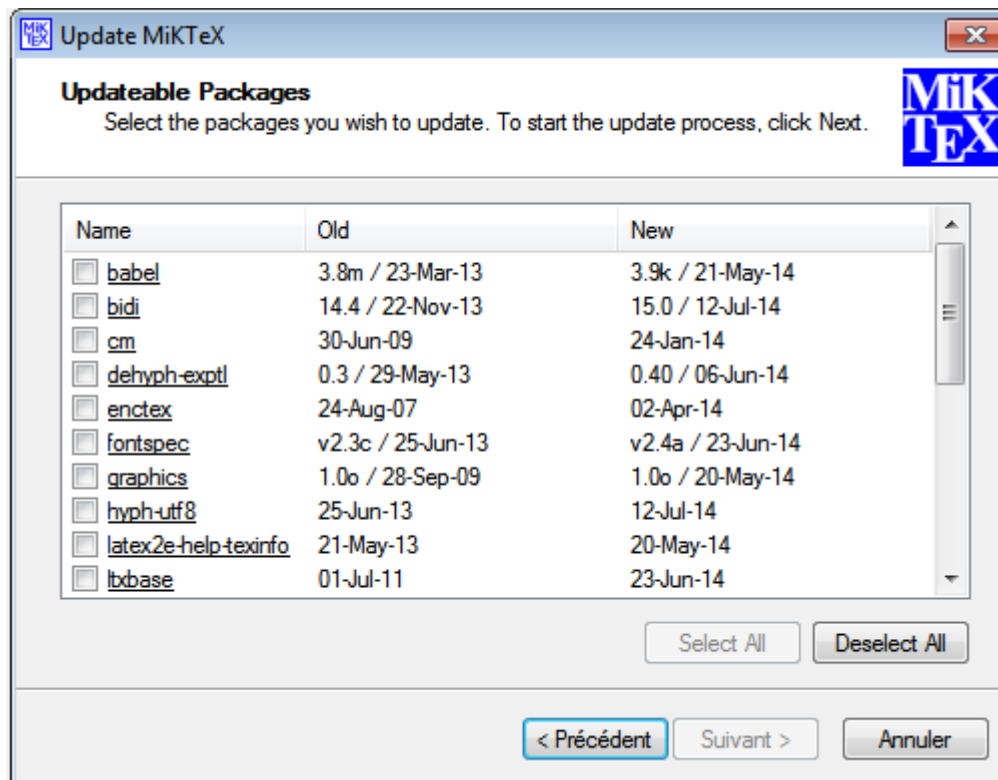 MiK
TEX
Update MiKTeX
Updateable Packages
Select the packages you wish to update. To start the update process, click Next.
MiK
TEX
Name Old New
babel 3.8m / 23-Mar-13 3.9k / 21-May-14
bidi 14.4 / 22-Nov-13 15.0 / 12-Jul-14
cm 30-Jun-09 24-Jan-14
dehyph-exptl 0.3 / 29-May-13 0.40 / 06-Jun-14
enctex 24-Aug-07 02-Apr-14
fontspec v2.3c / 25-Jun-13 v2.4a / 23-Jun-14
graphics 1.0o / 28-Sep-09 1.0o / 20-May-14
hyph-utf8 25-Jun-13 12-Jul-14
latex2e-help-texinfo 21-May-13 20-May-14
ltxbase 01-Jul-11 23-Jun-14
Select All Deselect All
< Précédent Suivant > Annuler